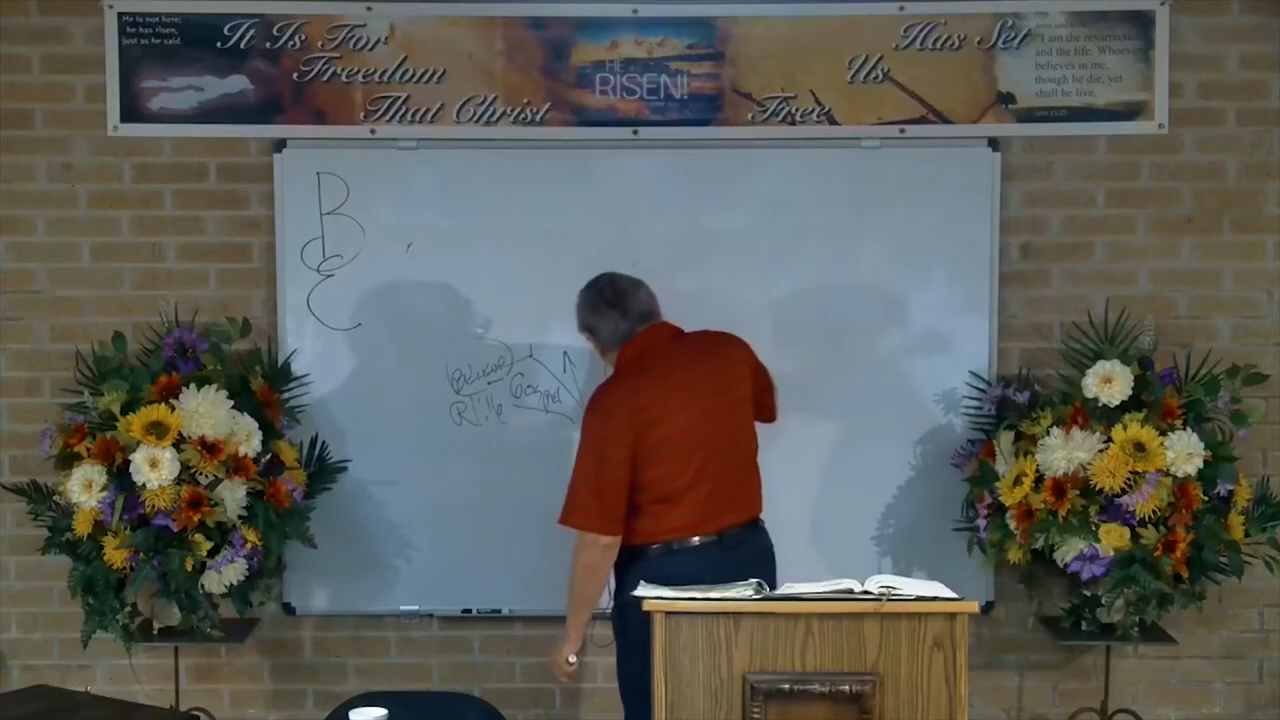 He is not here;
he has risen,
just as he said.
It Is For
Freedom
That Christ
HE
RISEN!
Has Set
Us
Free
"I am the resurrection
and the life. Whoever
believes in me,
though he die, yet
shall he live.
B
E
Gospel